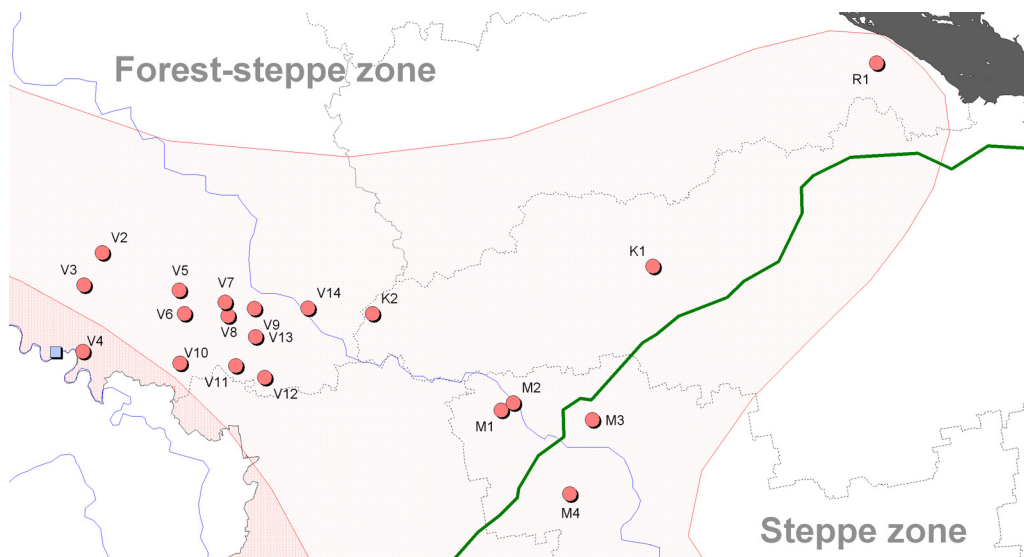 Forest-steppe zone
R1
V2
K1
V3
V5
V7
V14
K2
V6
V8
V9
V13
V4
V10
V11
V12
M2
M1
M3
M4
Steppe zone